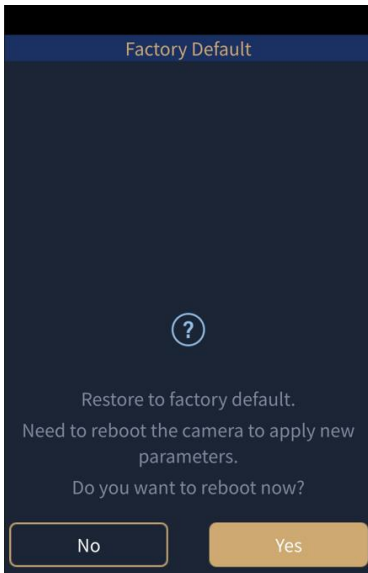 Factory Default
?
Restore to factory default.
Need to reboot the camera to apply new
parameters.
Do you want to reboot now?
No
Yes